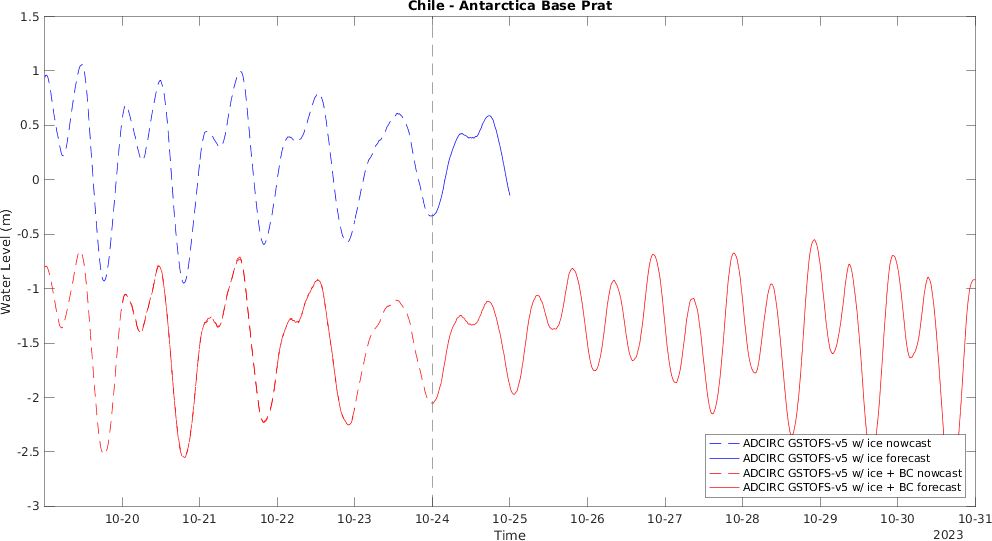 Chile - Antarctica Base Prat
1.5
1
0.5
0
-0.5
-1
-1.5
-2
-2.5
-3
Water Level (m)
ADCIRC GSTOFS-v5 w/ ice nowcast
ADCIRC GSTOFS-v5 w/ ice forecast
ADCIRC GSTOFS-v5 w/ ice + BC nowcast
ADCIRC GSTOFS-v5 w/ ice + BC forecast
10-20 10-21 10-22 10-23 10-24 10-25 10-26 10-27 10-28 10-29 10-30 10-31
Time
2023